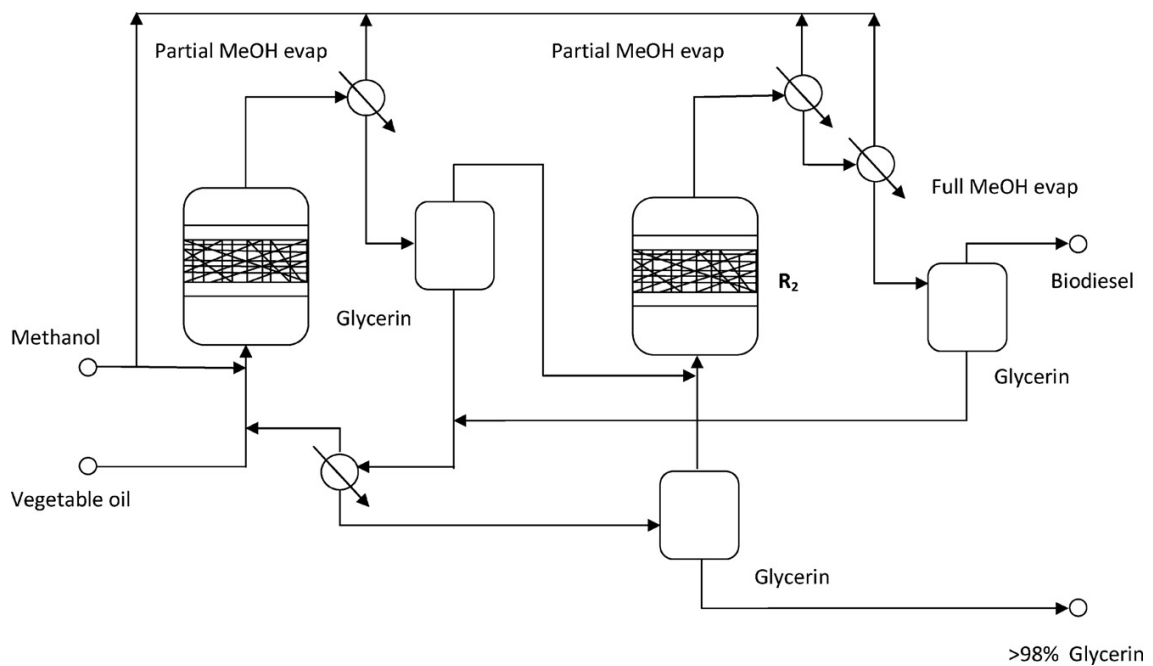 Partial MeOH evap
Partial MeOH evap
Full MeOH evap
R2
Biodiesel
Glycerin
Methanol
Glycerin
Vegetable oil
Glycerin
>98% Glycerin